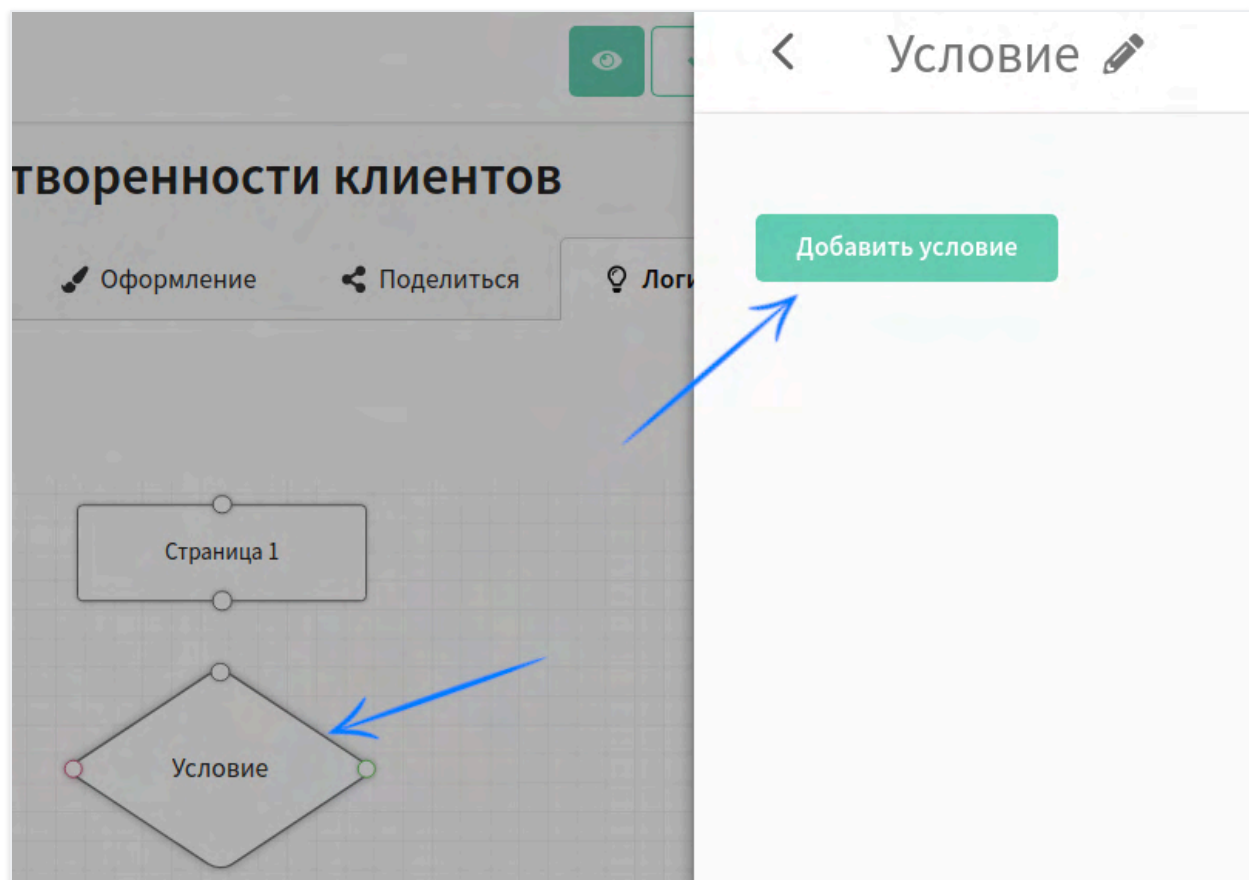 Условие
творенности клиентов
Добавить условие
Оформление
Поделиться
Логи
Страница 1
Условие